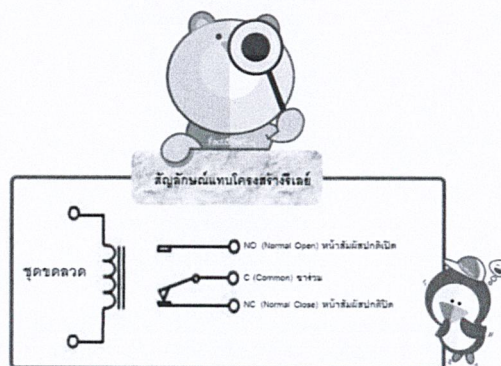 สัญลักษณ์แทนโครงสร้างรีเลย์
ชุดขดลวด
NO (Normal Open) หน้าสัมผัสปกติเปิด
C (Common) ขาร่วม
NC (Normal Close) หน้าสัมผัสปกติปิด